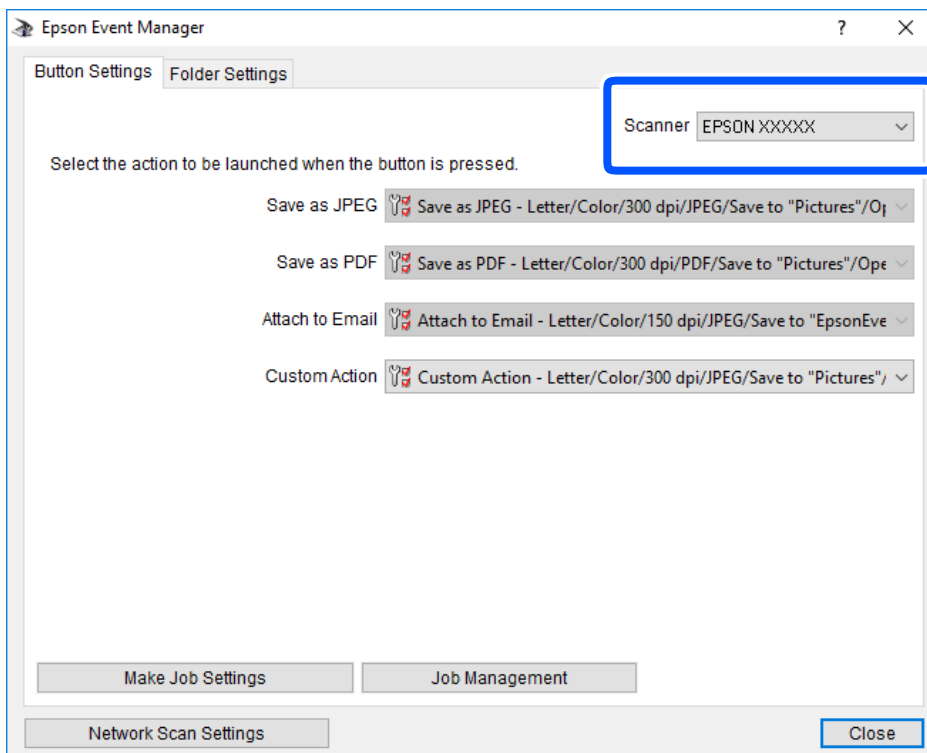 Epson Event Manager
Button Settings Folder Settings
Scanner EPSON XXXXX
Select the action to be launched when the button is pressed.
Save as JPEG Save as JPEG - Letter/Color/300 dpi/JPEG/Save to "Pictures"/Op
Save as PDF Save as PDF - Letter/Color/300 dpi/PDF/Save to "Pictures"/Ope
Attach to Email Attach to Email - Letter/Color/150 dpi/JPEG/Save to "EpsonEve
Custom Action Custom Action - Letter/Color/300 dpi/JPEG/Save to "Pictures"/
Make Job Settings Job Management
Network Scan Settings Close